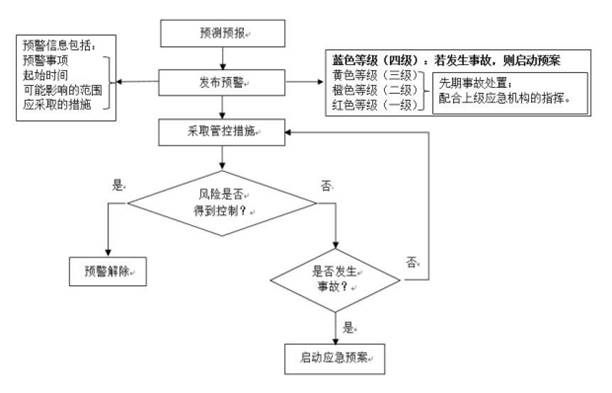 预测预报
预警信息包括：
预警事项
起始时间
可能影响的范围
应采取的措施
发布预警
蓝色等级（四级）：若发生事故，则启动预案
黄色等级（三级）
橙色等级（二级）
红色等级（一级）
先期事故处置：
配合上级应急机构的指挥。
采取管控措施
是
风险是否
得到控制？
否
预警解除
是否发生
事故？
否
是
启动应急预案